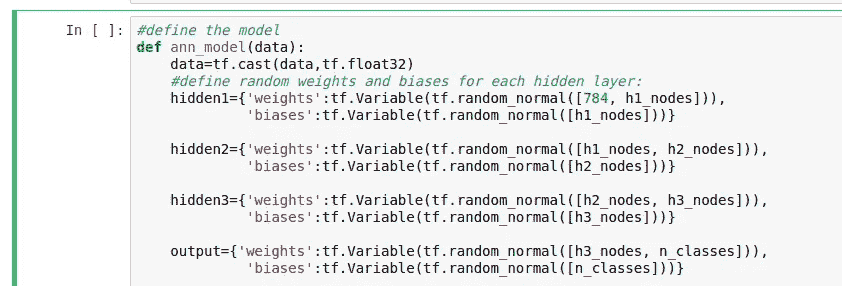 In [ ]: #define the model
def ann_model(data):
    data=tf.cast(data,tf.float32)
    #define random weights and biases for each hidden layer:
    hidden1={'weights':tf.Variable(tf.random_normal([784, h1_nodes])),
             'biases':tf.Variable(tf.random_normal([h1_nodes]))}
    hidden2={'weights':tf.Variable(tf.random_normal([h1_nodes, h2_nodes])),
             'biases':tf.Variable(tf.random_normal([h2_nodes]))}
    hidden3={'weights':tf.Variable(tf.random_normal([h2_nodes, h3_nodes])),
             'biases':tf.Variable(tf.random_normal([h3_nodes]))}
    output={'weights':tf.Variable(tf.random_normal([h3_nodes, n_classes])),
             'biases':tf.Variable(tf.random_normal([n_classes]))}